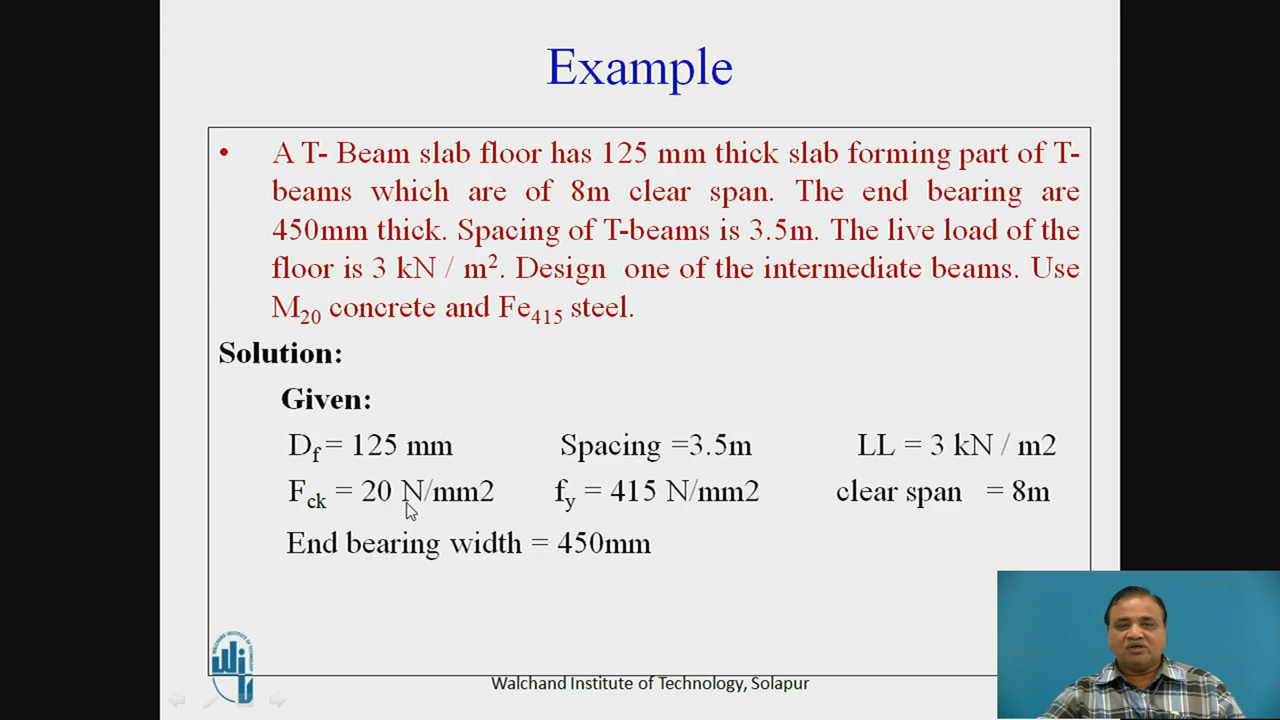 Example
• A T- Beam slab floor has 125 mm thick slab forming part of T-
beams which are of 8m clear span. The end bearing are
450mm thick. Spacing of T-beams is 3.5m. The live load of the
floor is 3 kN / m². Design one of the intermediate beams. Use
M₂₀ concrete and Fe₄₁₅ steel.
Solution:
Given:
D_f = 125 mm Spacing =3.5m LL = 3 kN / m2
F_ck = 20 N/mm2 f_y = 415 N/mm2 clear span = 8m
End bearing width = 450mm
Walchand Institute of Technology, Solapur